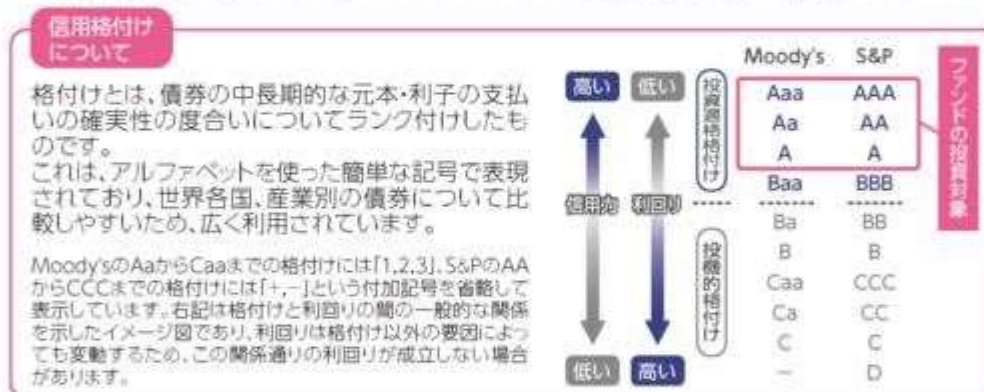 信用格付け
について
格付けとは、債券の中長期的な元本・利子の支払
いの確実性の度合いについてランク付けしたも
のです。
これは、アルファベットを使った簡単な記号で表現
されており、世界各国、産業別の債券について比
較しやすいため、広く利用されています。
Moody'sのAaからCaaまでの格付けには「1,2,3」、S&PのAA
からCCCまでの格付けには「+,-」という付加記号を省略して
表示しています。右記は格付けと利回りの間の一般的な関係
を示したイメージ図であり、利回りは格付け以外の要因によっ
ても変動するため、この関係通りの利回りが成立しない場合
があります。
高い 低い
信用力 利回り
低い 高い
投資適格格付け
投機的格付け
Moody's S&P
Aaa AAA
Aa AA
A A
Baa BBB
Ba BB
B B
Caa CCC
Ca CC
C C
– D
ファンドの投資対象